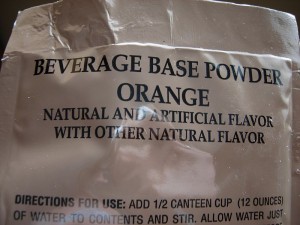 BEVERAGE BASE POWDER
ORANGE
NATURAL AND ARTIFICIAL FLAVOR
WITH OTHER NATURAL FLAVOR
DIRECTIONS FOR USE: ADD 1/2 CANTEEN CUP (12 OUNCES)
OF WATER TO CONTENTS AND STIR. ALLOW WATER JUST